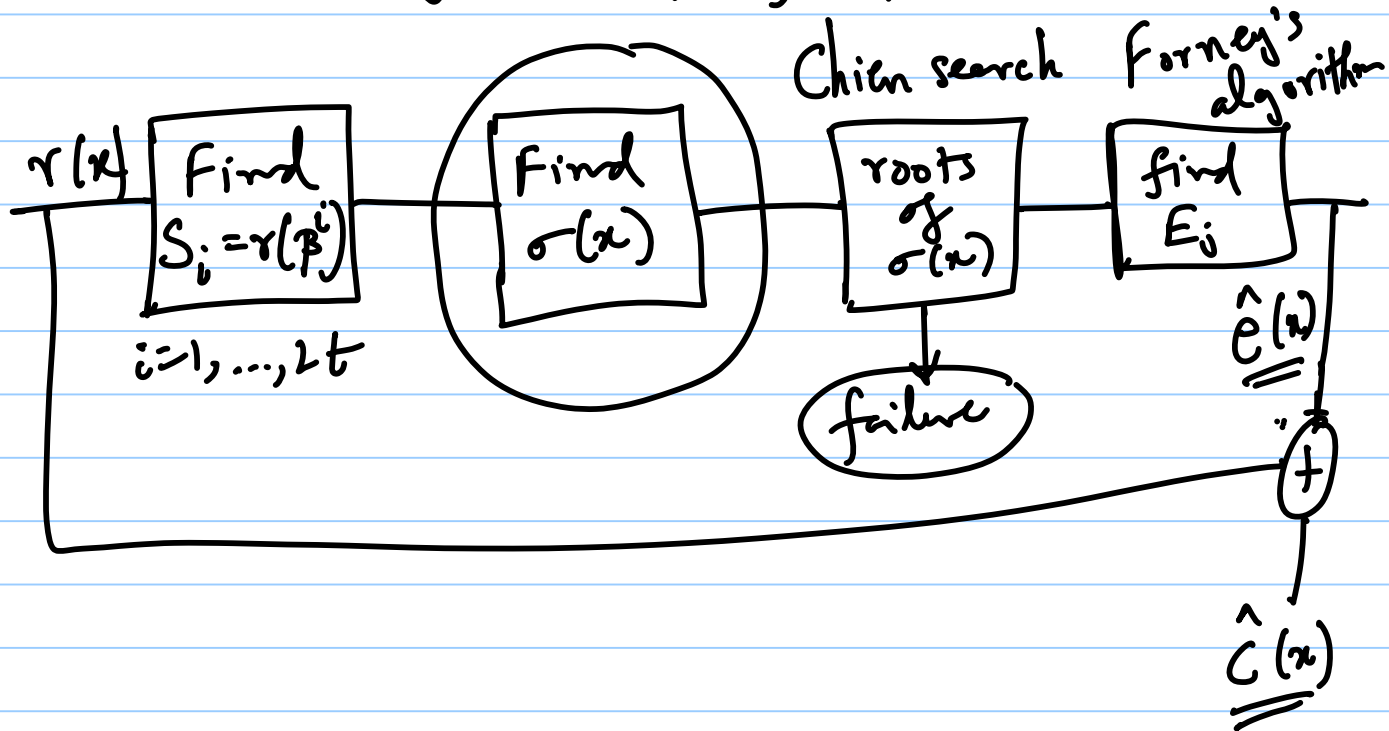 Chien search
Forney's
algorithm
r(x)
Find
S_i = r(β^i)
i=1, ..., 2t
Find
σ(x)
roots
of
σ(x)
failure
find
E_j
ê(x)
+
ĉ(x)